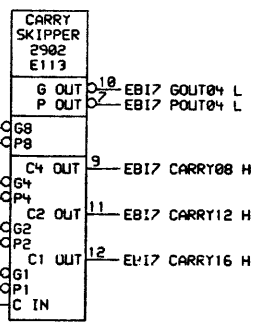 CARRY
SKIPPER
2902
E113
G OUT 10 EBI7 GOUT04 L
P OUT 7 EBI7 POUT04 L
G8
P8
C4 OUT 9 EBI7 CARRY08 H
G4
P4
C2 OUT 11 EBI7 CARRY12 H
G2
P2
C1 OUT 12 EBI7 CARRY16 H
G1
P1
C IN